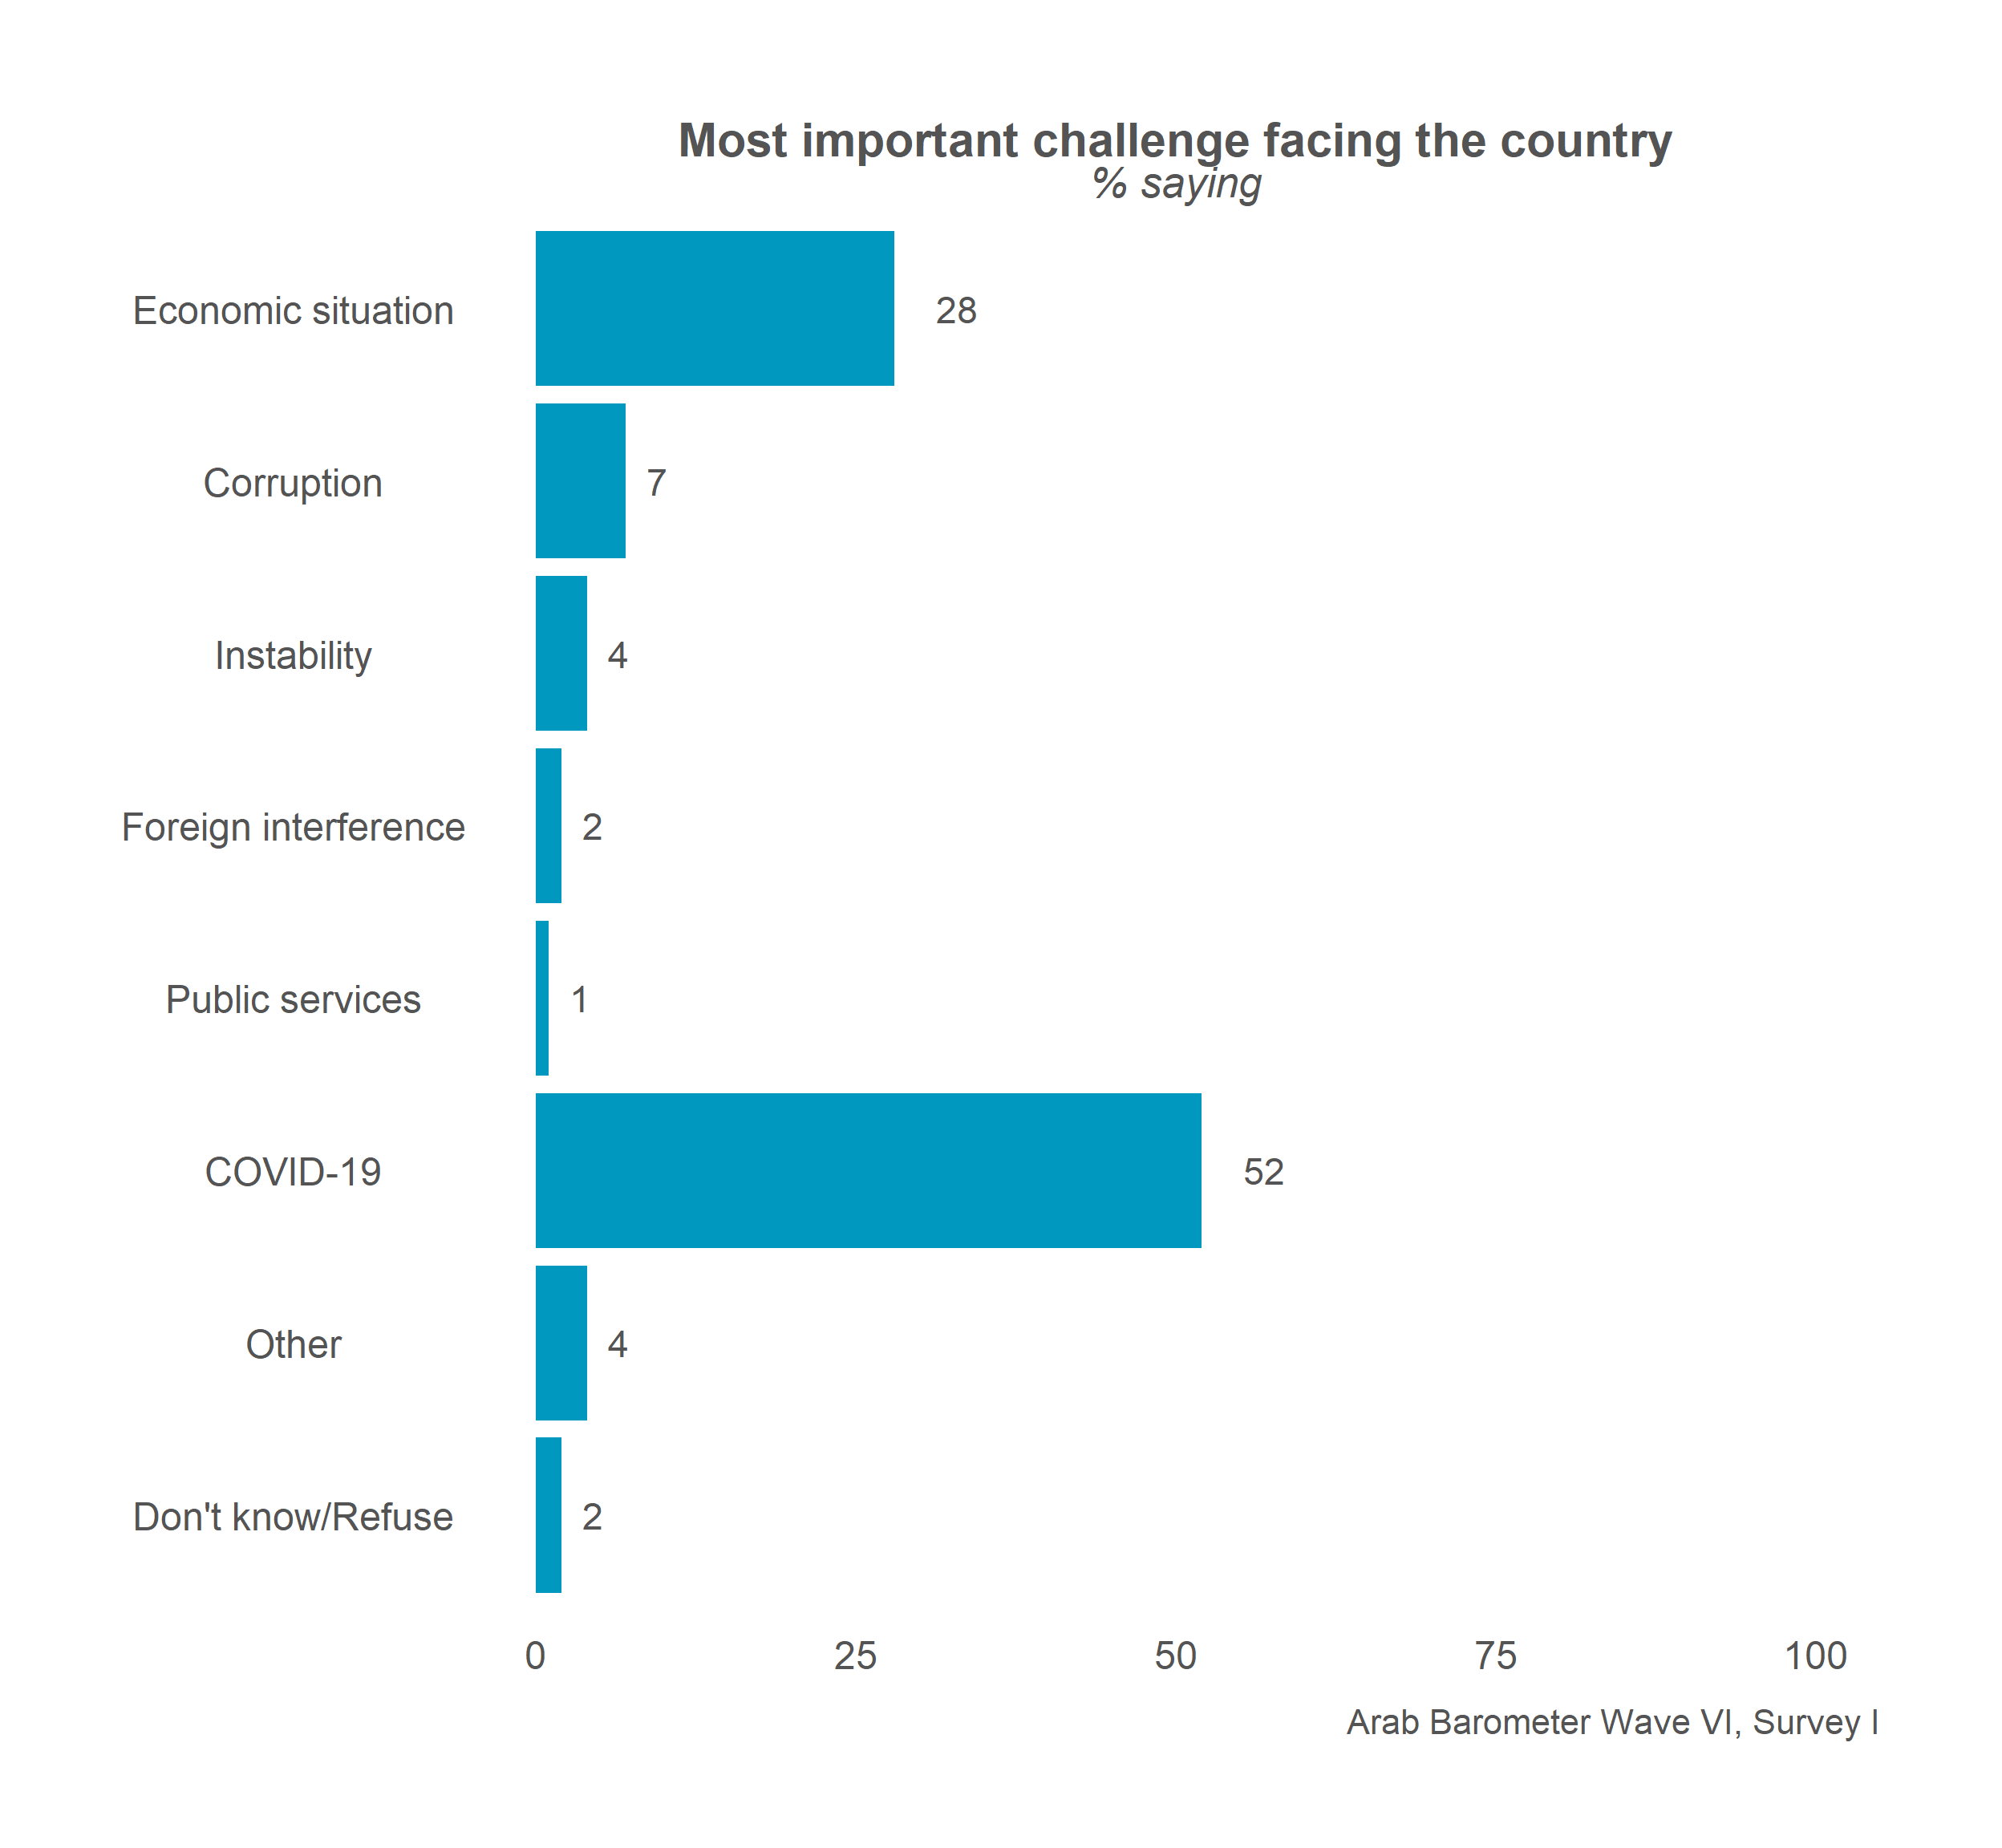 Most important challenge facing the country
% saying
Economic situation 28
Corruption 7
Instability 4
Foreign interference 2
Public services 1
COVID-19 52
Other 4
Don't know/Refuse 2
0 25 50 75 100
Arab Barometer Wave VI, Survey I